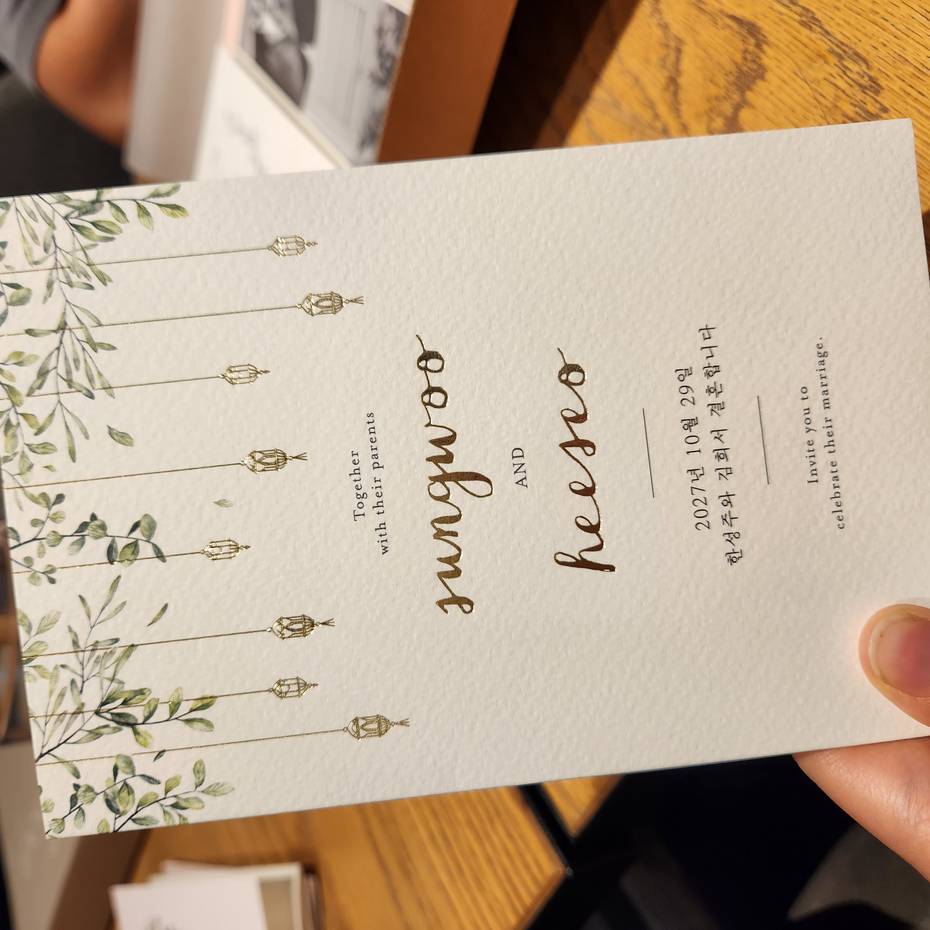 Together
with their parents
sungwoo
AND
heeseo
2027년 10월 29일
한성주와 김희서 결혼합니다
Invite you to
celebrate their marriage.